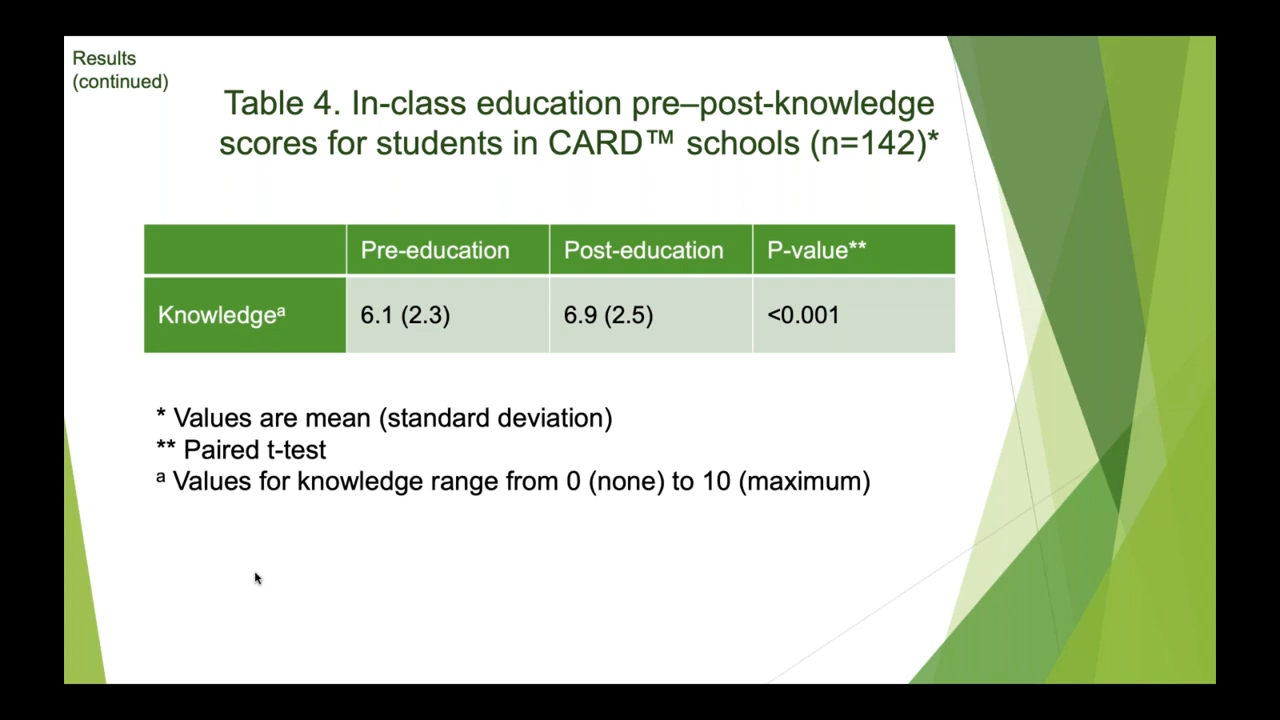 Results
(continued)
Table 4. In-class education pre–post-knowledge
scores for students in CARD™ schools (n=142)*
Pre-education Post-education P-value**
Knowledgeᵃ 6.1 (2.3) 6.9 (2.5) <0.001
* Values are mean (standard deviation)
** Paired t-test
ᵃ Values for knowledge range from 0 (none) to 10 (maximum)